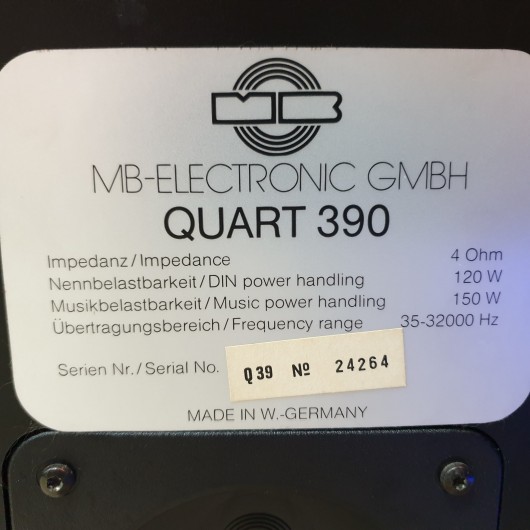 MB
MB-ELECTRONIC GMBH
QUART 390
Impedanz/Impedance 4 Ohm
Nennbelastbarkeit/DIN power handling 120 W
Musikbelastbarkeit/Music power handling 150 W
Übertragungsbereich/Frequency range 35-32000 Hz
Serien Nr./Serial No. Q39 Nº 24264
MADE IN W.-GERMANY